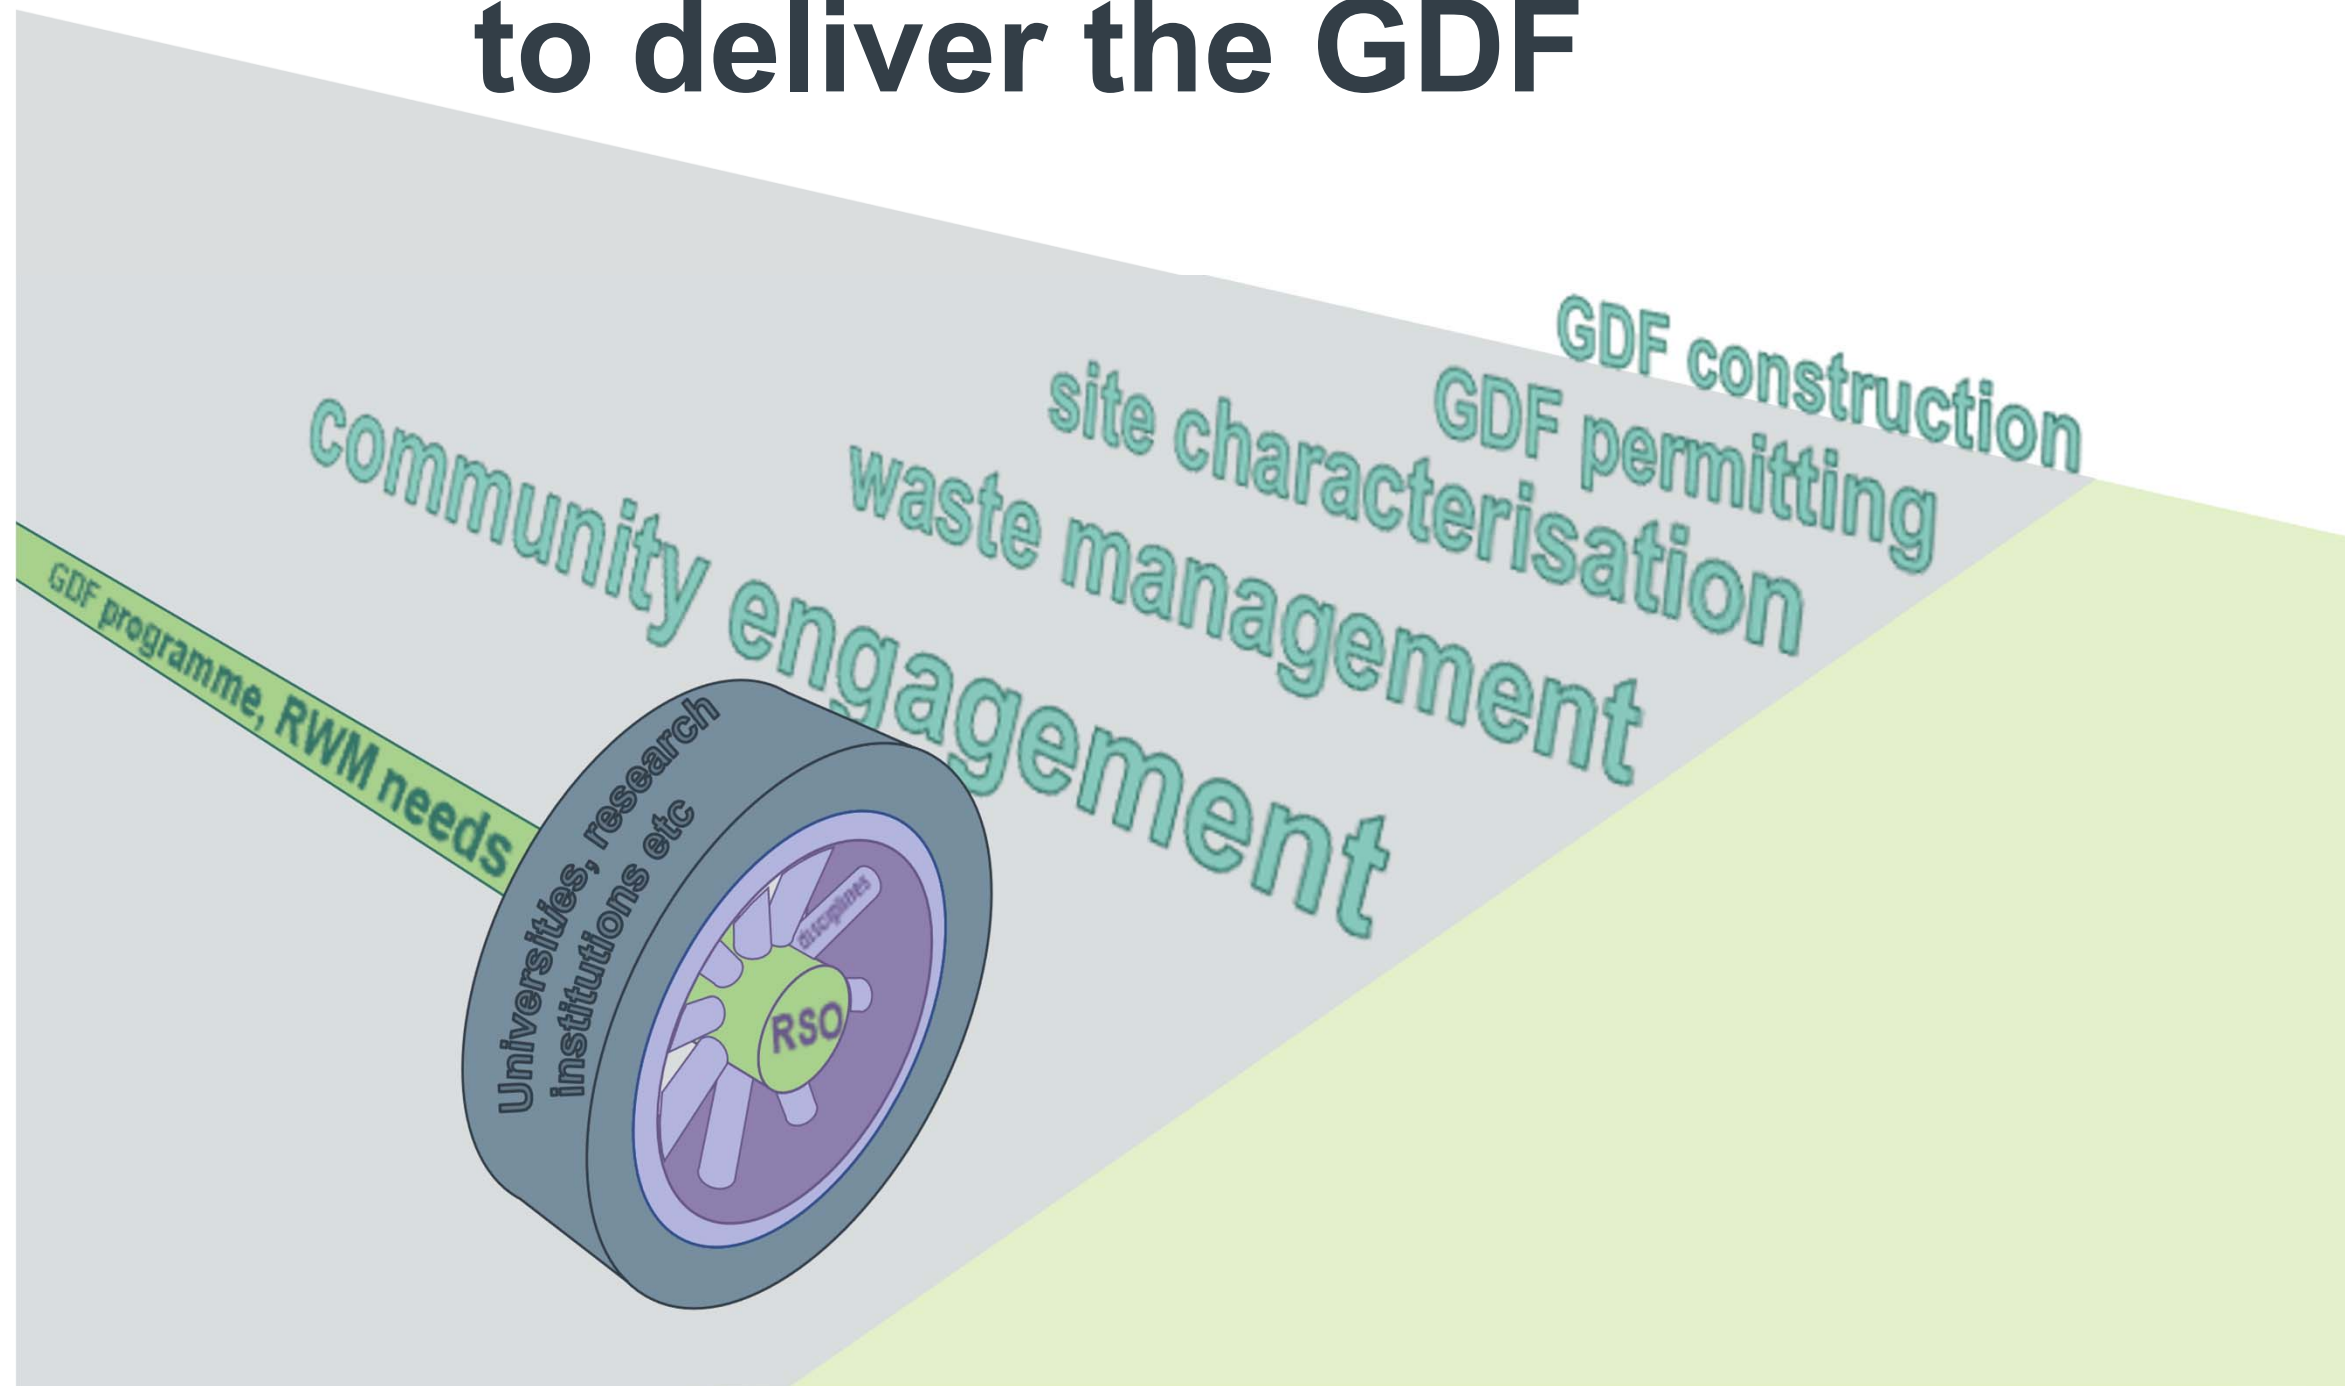 to deliver the GDF
GDF construction
GDF permitting
site characterisation
waste management
community engagement
GDF programme, RWM needs
Universities, research
institutions etc
disciplines
RSO